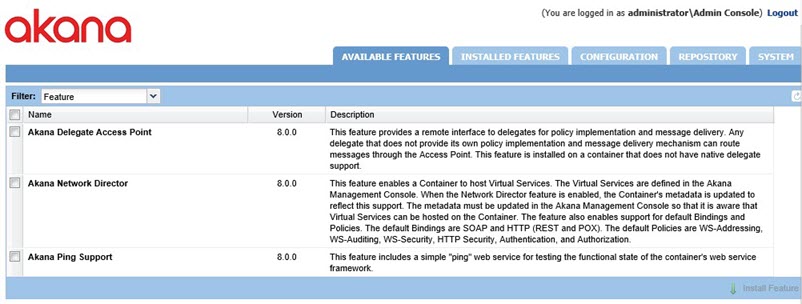 akana
(You are logged in as administrator\Admin Console) Logout
AVAILABLE FEATURES INSTALLED FEATURES CONFIGURATION REPOSITORY SYSTEM
Filter: Feature
Name Version Description
Akana Delegate Access Point 8.0.0 This feature provides a remote interface to delegates for policy implementation and message delivery. Any
delegate that does not provide its own policy implementation and message delivery mechanism can route
messages through the Access Point. This feature is installed on a container that does not have native delegate
support.
Akana Network Director 8.0.0 This feature enables a Container to host Virtual Services. The Virtual Services are defined in the Akana
Management Console. When the Network Director feature is enabled, the Container's metadata is updated to
reflect this support. The metadata must be updated in the Akana Management Console so that it is aware that
Virtual Services can be hosted on the Container. The feature also enables support for default Bindings and
Policies. The default Bindings are SOAP and HTTP (REST and POX). The default Policies are WS-Addressing,
WS-Auditing, WS-Security, HTTP Security, Authentication, and Authorization.
Akana Ping Support 8.0.0 This feature includes a simple "ping" web service for testing the functional state of the container's web service
framework.
Install Feature